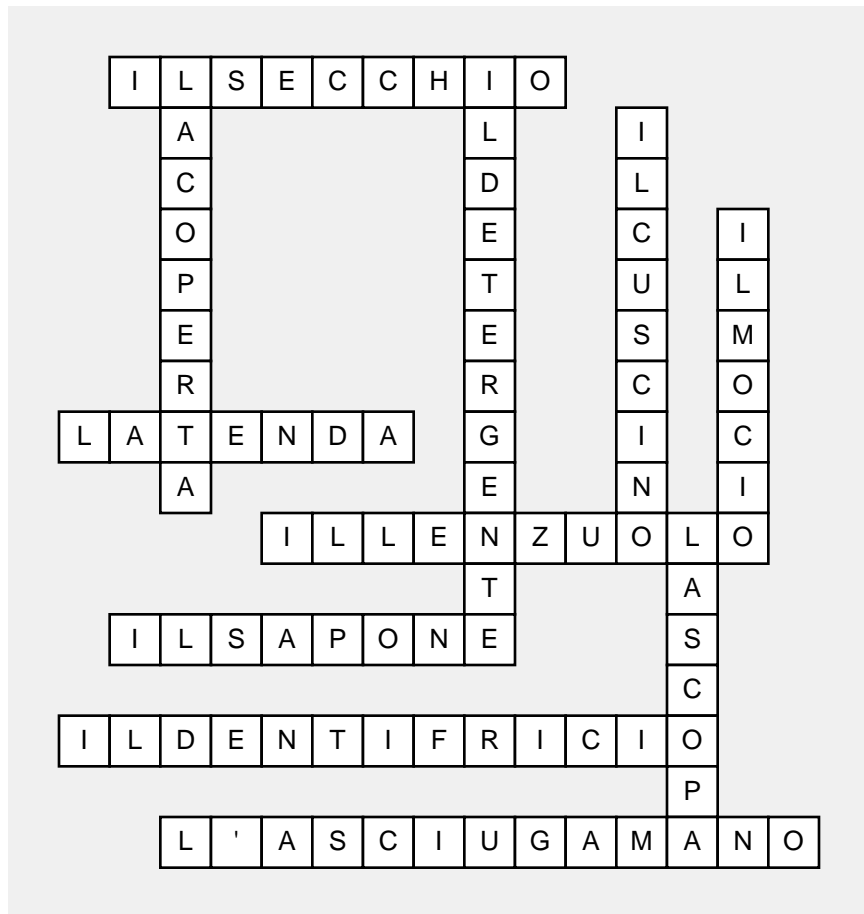 ILSECCHIO
LACOPERTA
ILDETERGENTE
ILCUSCINO
ILMOCIO
LATENDA
ILLENZUOLO
LASCOPA
ILSAPONE
ILDENTIFRICIO
L'ASCIUGAMANO